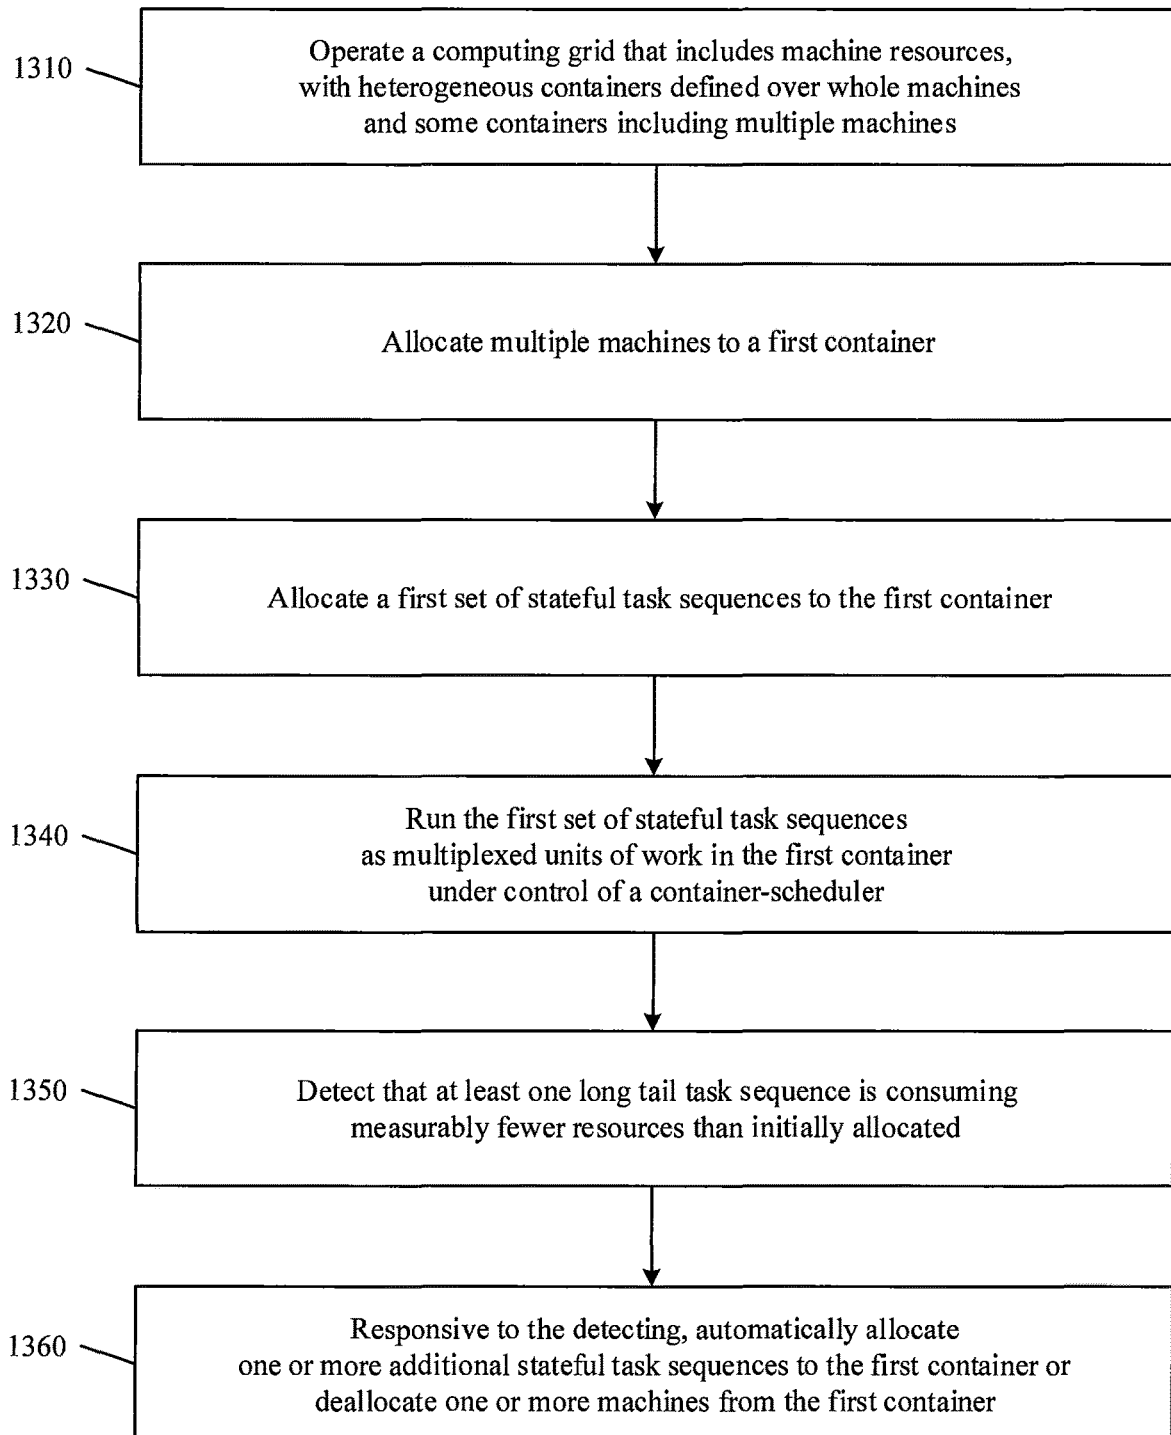 1310
Operate a computing grid that includes machine resources,
with heterogeneous containers defined over whole machines
and some containers including multiple machines
1320
Allocate multiple machines to a first container
1330
Allocate a first set of stateful task sequences to the first container
1340
Run the first set of stateful task sequences
as multiplexed units of work in the first container
under control of a container-scheduler
1350
Detect that at least one long tail task sequence is consuming
measurably fewer resources than initially allocated
1360
Responsive to the detecting, automatically allocate
one or more additional stateful task sequences to the first container or
deallocate one or more machines from the first container